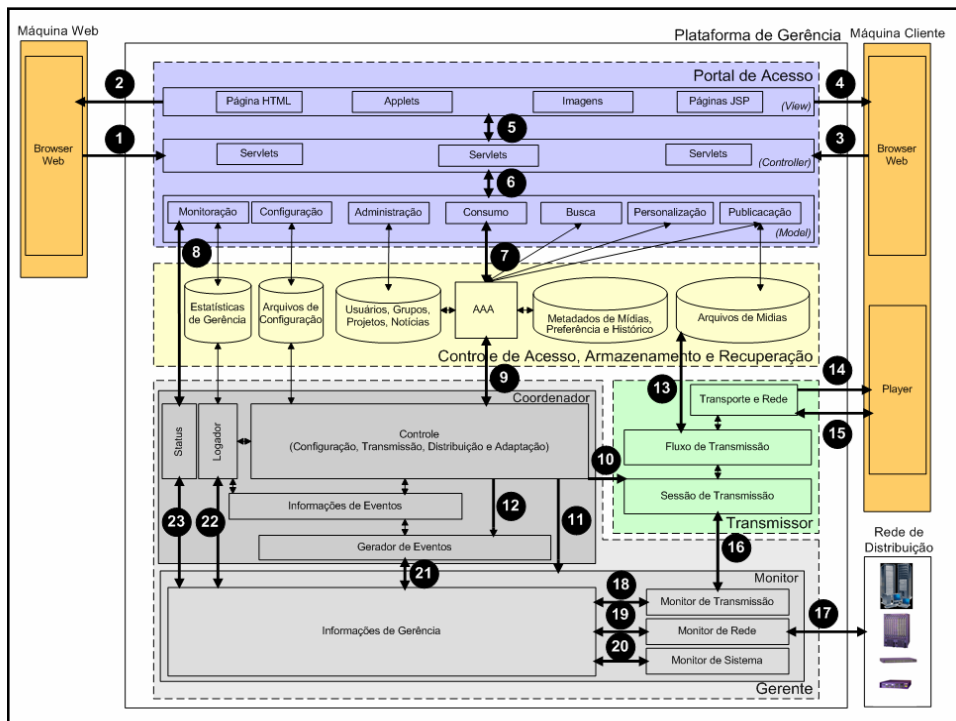 Máquina Web
Plataforma de Gerência
Máquina Cliente
Portal de Acesso
2
4
Página HTML
Applets
Imagens
Páginas JSP
(View)
5
1
3
Browser
Web
Servlets
Servlets
Servlets
(Controller)
Browser
Web
6
Monitoração
Configuração
Administração
Consumo
Busca
Personalização
Publicacação
(Model)
8
7
Estatísticas
de Gerência
Arquivos de
Configuração
Usuários, Grupos,
Projetos, Notícias
AAA
Metadados de Mídias,
Preferência e Histórico
Arquivos de Midias
Controle de Acesso, Armazenamento e Recuperação
9
13
14
Coordenador
Transporte e Rede
Player
15
Status
Logador
Controle
(Configuração, Transmissão, Distribuição e Adaptação)
Fluxo de Transmissão
10
Sessão de Transmissão
Informações de Eventos
12
11
Transmissor
23
22
Gerador de Eventos
16
Rede de
Distribuição
21
Monitor
18
Monitor de Transmissão
19
17
Informações de Gerência
Monitor de Rede
20
Monitor de Sistema
Gerente